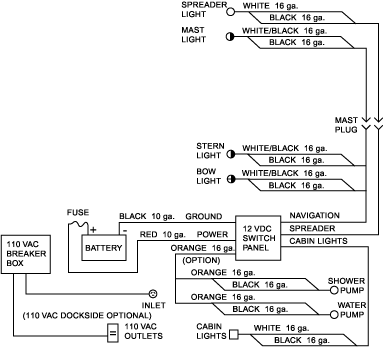 SPREADER
LIGHT
WHITE 16 ga.
BLACK 16 ga.
MAST
LIGHT
WHITE/BLACK 16 ga.
BLACK 16 ga.
MAST
PLUG
STERN
LIGHT
WHITE/BLACK 16 ga.
BLACK 16 ga.
BOW
LIGHT
WHITE/BLACK 16 ga.
BLACK 16 ga.
FUSE
+
-
BATTERY
BLACK 10 ga. GROUND
RED 10 ga. POWER
12 VDC
SWITCH
PANEL
NAVIGATION
SPREADER
CABIN LIGHTS
ORANGE 16 ga.
(OPTION)
110 VAC
BREAKER
BOX
ORANGE 16 ga.
BLACK 16 ga.
SHOWER
PUMP
ORANGE 16 ga.
BLACK 16 ga.
WATER
PUMP
INLET
(110 VAC DOCKSIDE OPTIONAL)
110 VAC
OUTLETS
CABIN
LIGHTS
WHITE 16 ga.
BLACK 16 ga.